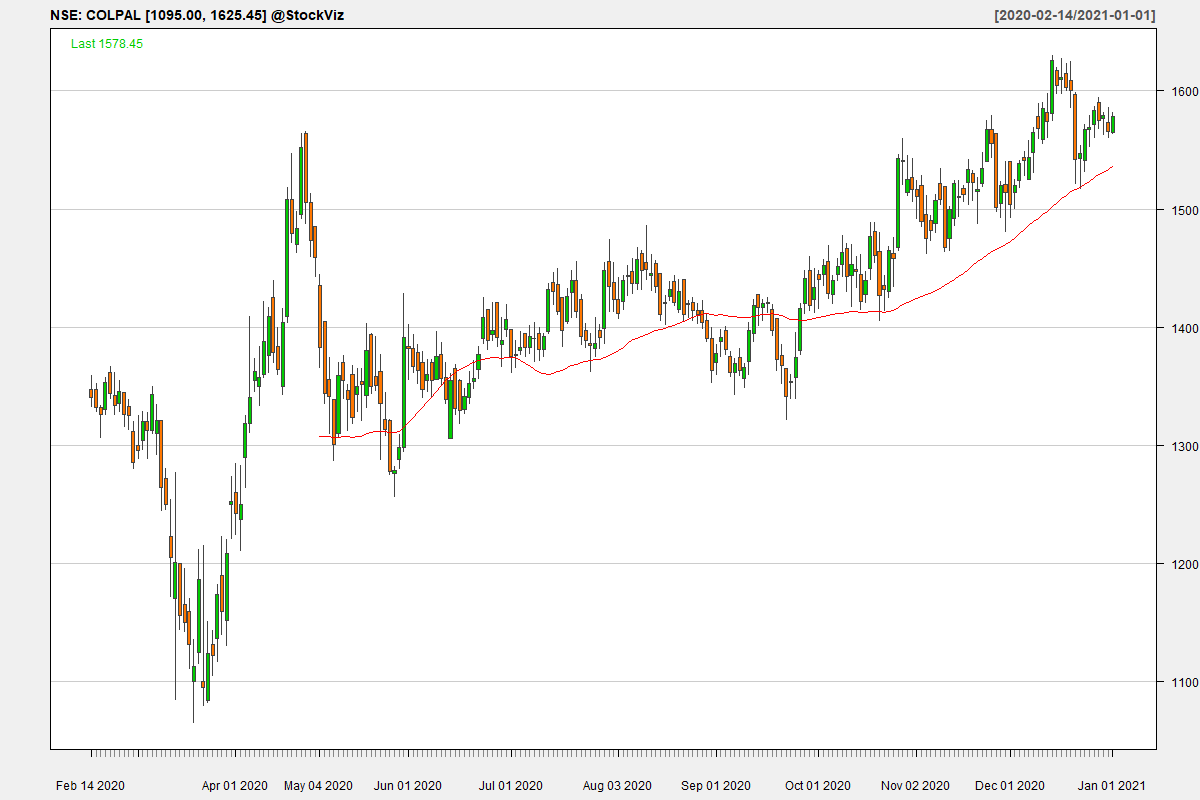 NSE: COLPAL [1095.00, 1625.45] @StockViz
[2020-02-14/2021-01-01]
Last 1578.45
1600
1500
1400
1300
1200
1100
Feb 14 2020 Apr 01 2020 May 04 2020 Jun 01 2020 Jul 01 2020 Aug 03 2020 Sep 01 2020 Oct 01 2020 Nov 02 2020 Dec 01 2020 Jan 01 2021